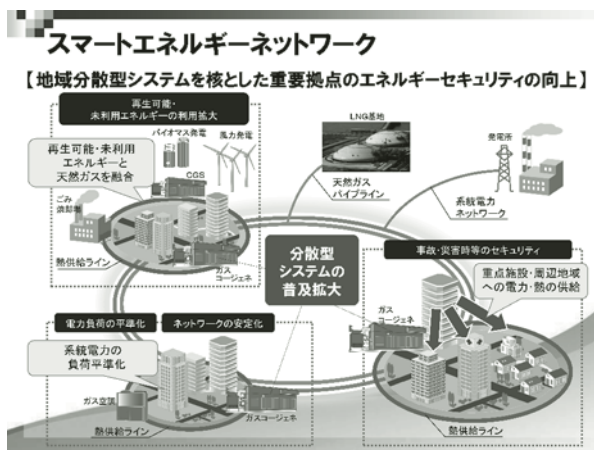 スマートエネルギーネットワーク
【地域分散型システムを核とした重要拠点のエネルギーセキュリティの向上】
再生可能・
未利用エネルギーの利用拡大
バイオマス発電
風力発電
再生可能・未利用
エネルギーと
天然ガスを融合
CGS
ごみ
焼却場
熱供給ライン
ガス
コージェネ
LNG基地
天然ガス
パイプライン
発電所
系統電力
ネットワーク
分散型
システムの
普及拡大
事故・災害時等のセキュリティ
重点施設・周辺地域
への電力・熱の供給
ガス
コージェネ
熱供給ライン
電力負荷の平準化
ネットワークの安定化
系統電力の
負荷平準化
ガス空調
ガスコージェネ
熱供給ライン